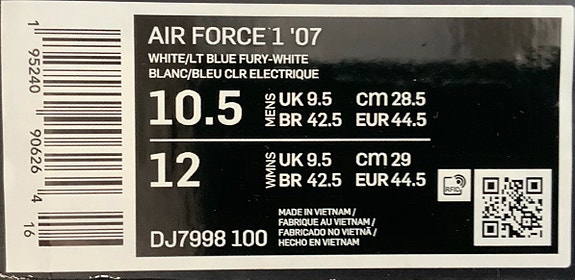 AIR FORCE 1 '07
WHITE/LT BLUE FURY-WHITE
BLANC/BLEU CLR ELECTRIQUE
10.5 MENS UK 9.5 cm 28.5
BR 42.5 EUR 44.5
12 WMNS UK 9.5 cm 29
BR 42.5 EUR 44.5
RFID
MADE IN VIETNAM /
FABRIQUE AU VIETNAM /
FABRICADO NO VIETNÃ /
HECHO EN VIETNAM
DJ7998 100
1 95240 90626 4 16